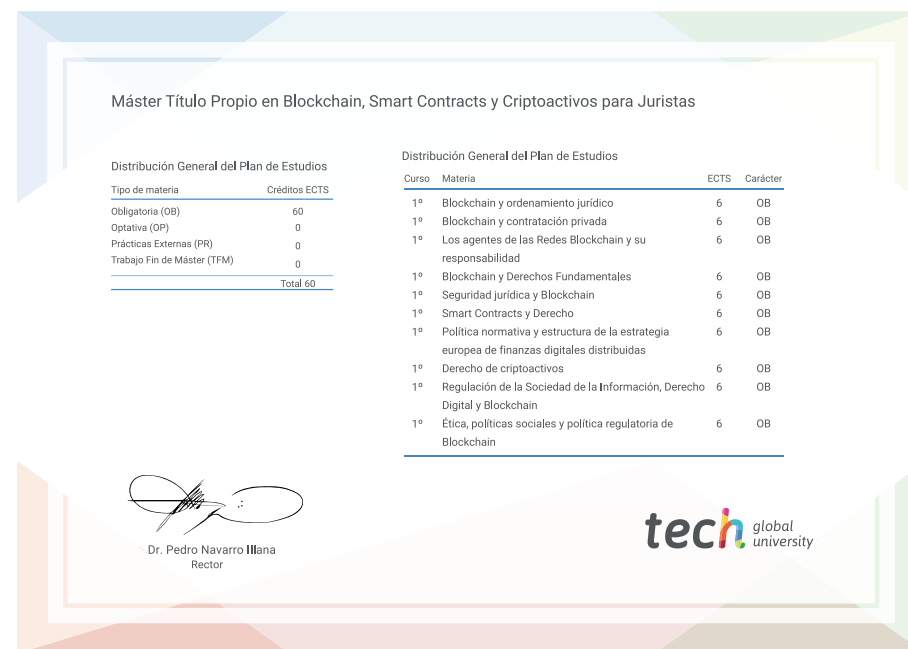 Máster Título Propio en Blockchain, Smart Contracts y Criptoactivos para Juristas
Distribución General del Plan de Estudios
Tipo de materia Créditos ECTS
Obligatoria (OB) 60
Optativa (OP) 0
Prácticas Externas (PR) 0
Trabajo Fin de Máster (TFM) 0
Total 60
Distribución General del Plan de Estudios
Curso Materia ECTS Carácter
1º Blockchain y ordenamiento jurídico 6 OB
1º Blockchain y contratación privada 6 OB
1º Los agentes de las Redes Blockchain y su 6 OB
responsabilidad
1º Blockchain y Derechos Fundamentales 6 OB
1º Seguridad jurídica y Blockchain 6 OB
1º Smart Contracts y Derecho 6 OB
1º Política normativa y estructura de la estrategia 6 OB
europea de finanzas digitales distribuidas
1º Derecho de criptoactivos 6 OB
1º Regulación de la Sociedad de la Información, Derecho 6 OB
Digital y Blockchain
1º Ética, políticas sociales y política regulatoria de 6 OB
Blockchain
Dr. Pedro Navarro Illana
Rector
tech global
university